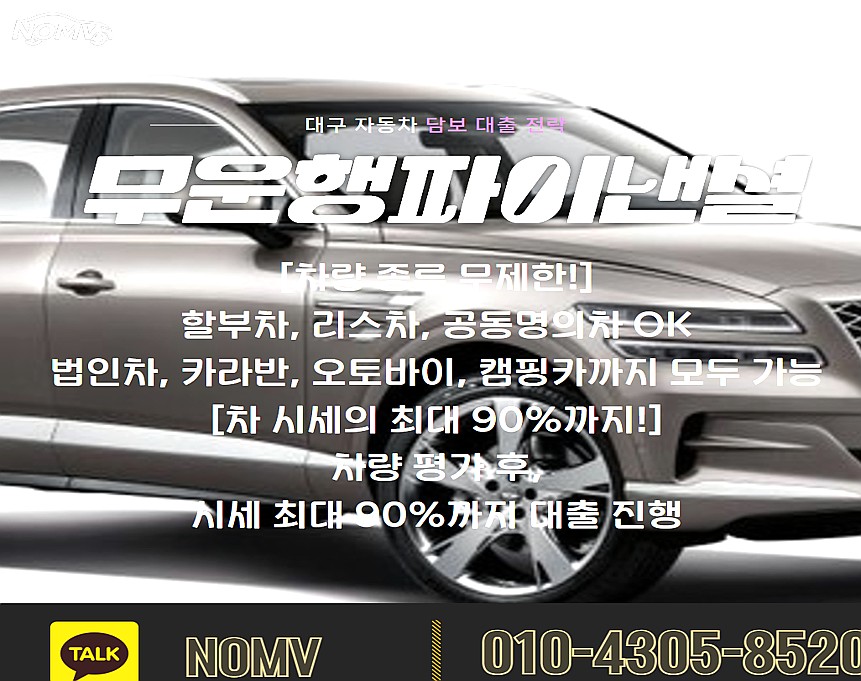 NOMV
대구 자동차 담보 대출 전략
무운행파이낸셜
[차량 종류 무제한!]
할부차, 리스차, 공동명의차 OK
법인차, 카라반, 오토바이, 캠핑카까지 모두 가능
[차 시세의 최대 90%까지!]
차량 평가 후,
시세 최대 90%까지 대출 진행
TALK NOMV 010-4305-8520